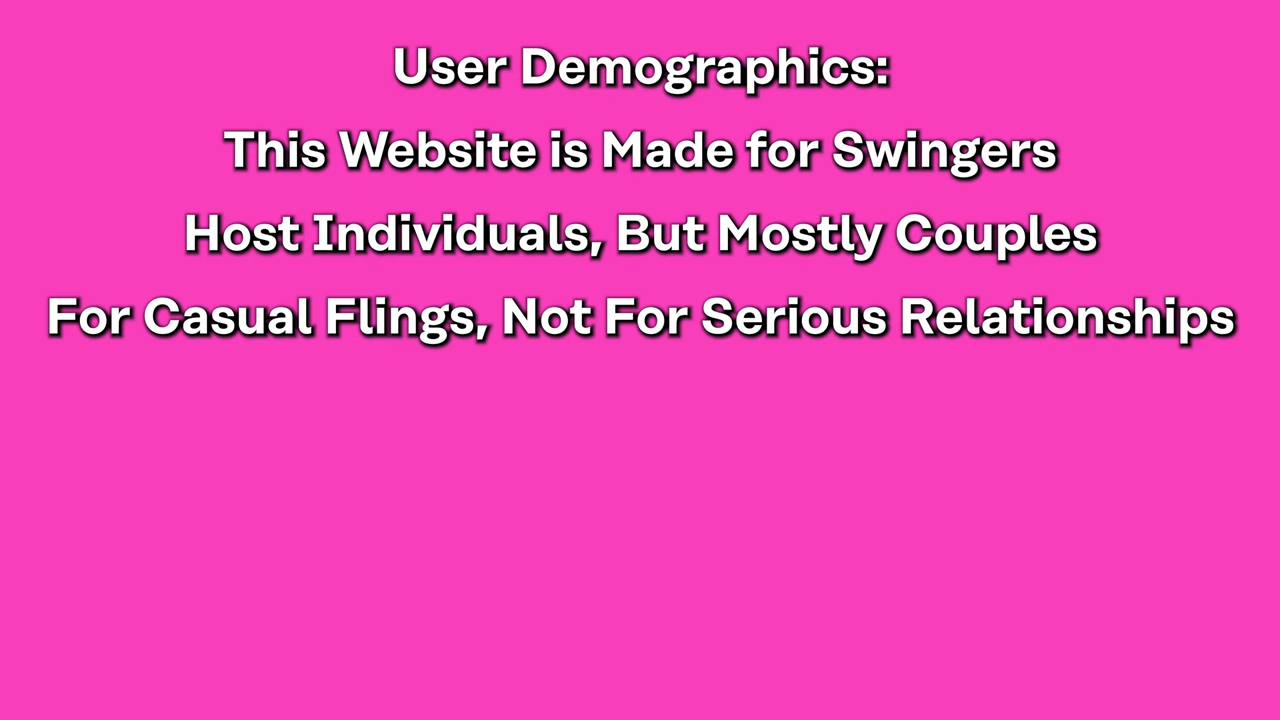 User Demographics:
This Website is Made for Swingers
Host Individuals, But Mostly Couples
For Casual Flings, Not For Serious Relationships